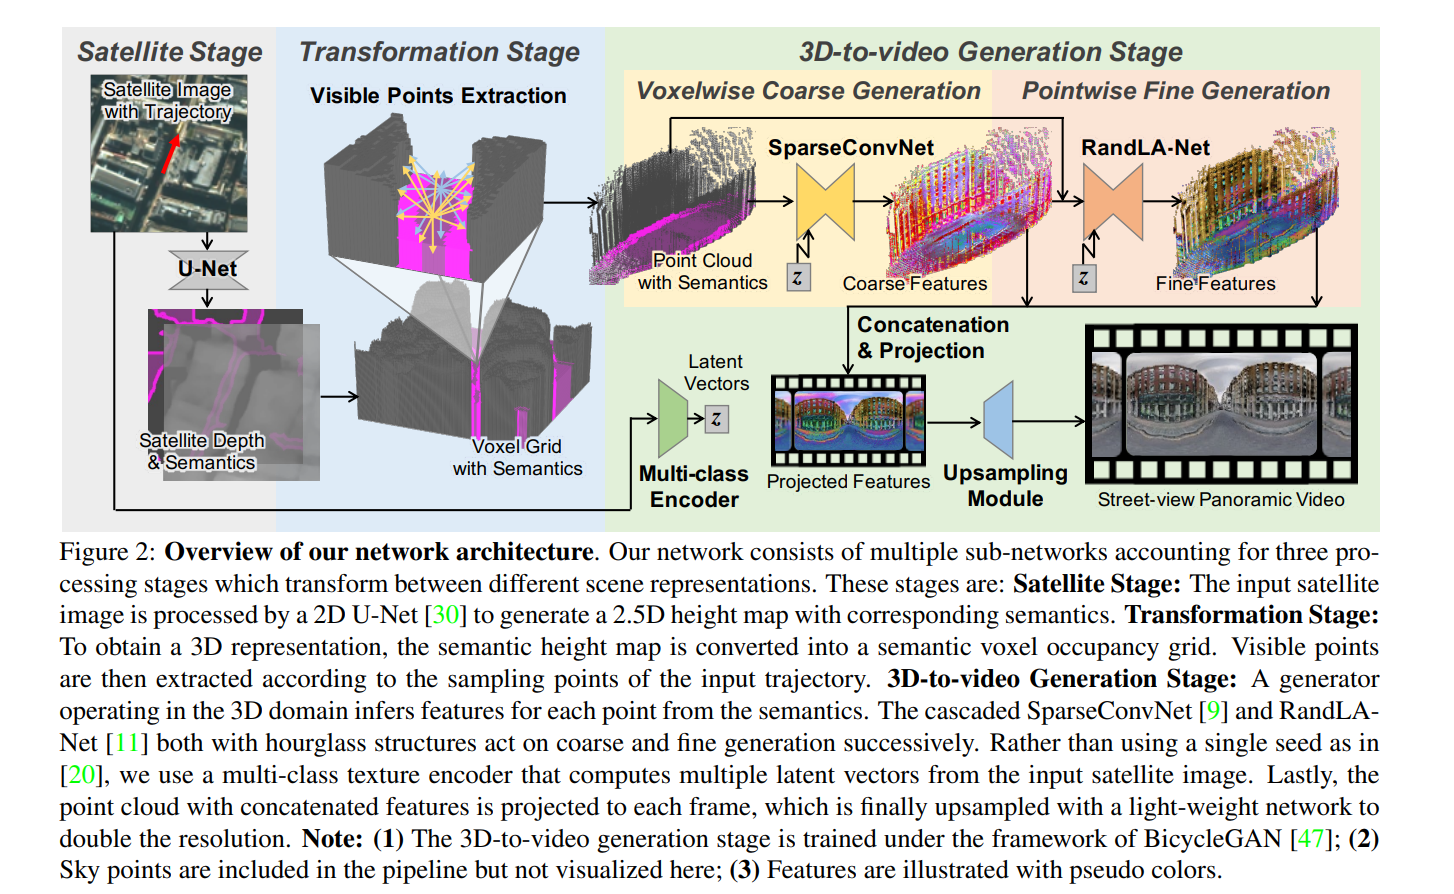 Satellite Stage
Transformation Stage
3D-to-video Generation Stage
Satellite Image
with Trajectory
Visible Points Extraction
Voxelwise Coarse Generation
Pointwise Fine Generation
SparseConvNet
RandLA-Net
U-Net
Point Cloud
with Semantics
z
Coarse Features
z
Fine Features
Concatenation
& Projection
Latent
Vectors
z
Satellite Depth
& Semantics
Voxel Grid
with Semantics
Multi-class
Encoder
Projected Features
Upsampling
Module
Street-view Panoramic Video
Figure 2: Overview of our network architecture. Our network consists of multiple sub-networks accounting for three pro-
cessing stages which transform between different scene representations. These stages are: Satellite Stage: The input satellite
image is processed by a 2D U-Net [30] to generate a 2.5D height map with corresponding semantics. Transformation Stage:
To obtain a 3D representation, the semantic height map is converted into a semantic voxel occupancy grid. Visible points
are then extracted according to the sampling points of the input trajectory. 3D-to-video Generation Stage: A generator
operating in the 3D domain infers features for each point from the semantics. The cascaded SparseConvNet [9] and RandLA-
Net [11] both with hourglass structures act on coarse and fine generation successively. Rather than using a single seed as in
[20], we use a multi-class texture encoder that computes multiple latent vectors from the input satellite image. Lastly, the
point cloud with concatenated features is projected to each frame, which is finally upsampled with a light-weight network to
double the resolution. Note: (1) The 3D-to-video generation stage is trained under the framework of BicycleGAN [47]; (2)
Sky points are included in the pipeline but not visualized here; (3) Features are illustrated with pseudo colors.